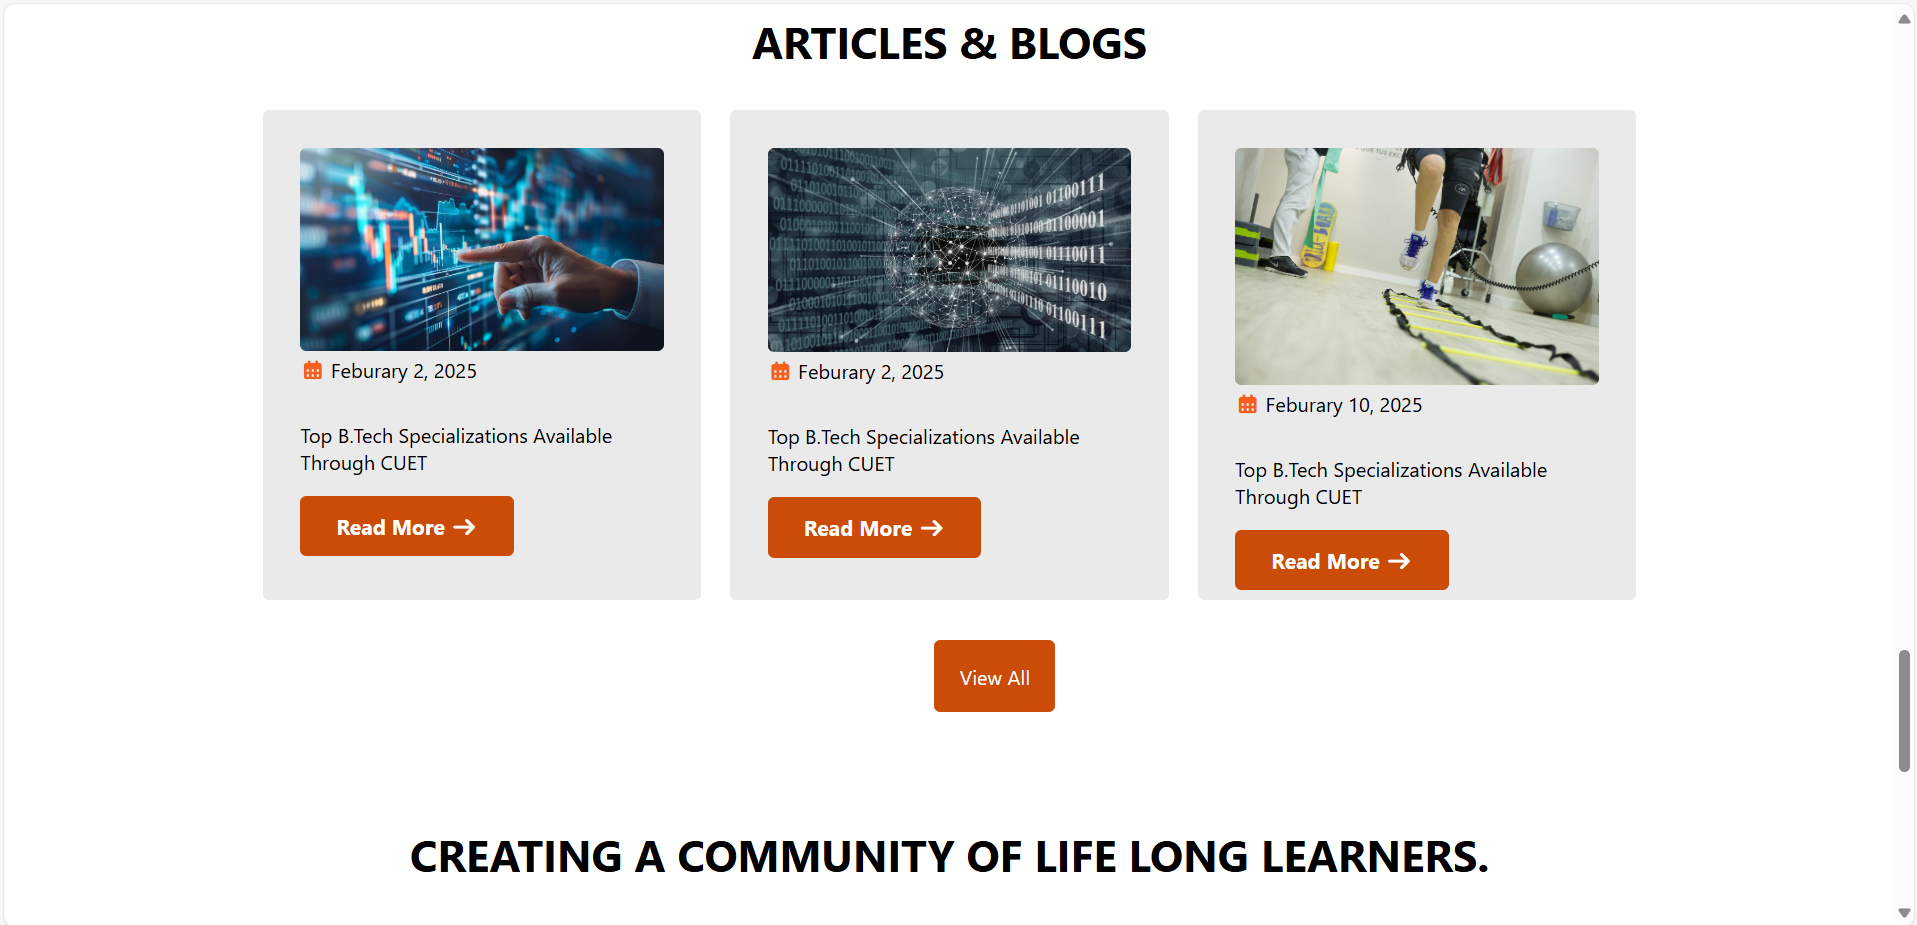 ARTICLES & BLOGS
Feburary 2, 2025
Top B.Tech Specializations Available
Through CUET
Read More
Feburary 2, 2025
Top B.Tech Specializations Available
Through CUET
Read More
Feburary 10, 2025
Top B.Tech Specializations Available
Through CUET
Read More
View All
CREATING A COMMUNITY OF LIFE LONG LEARNERS.